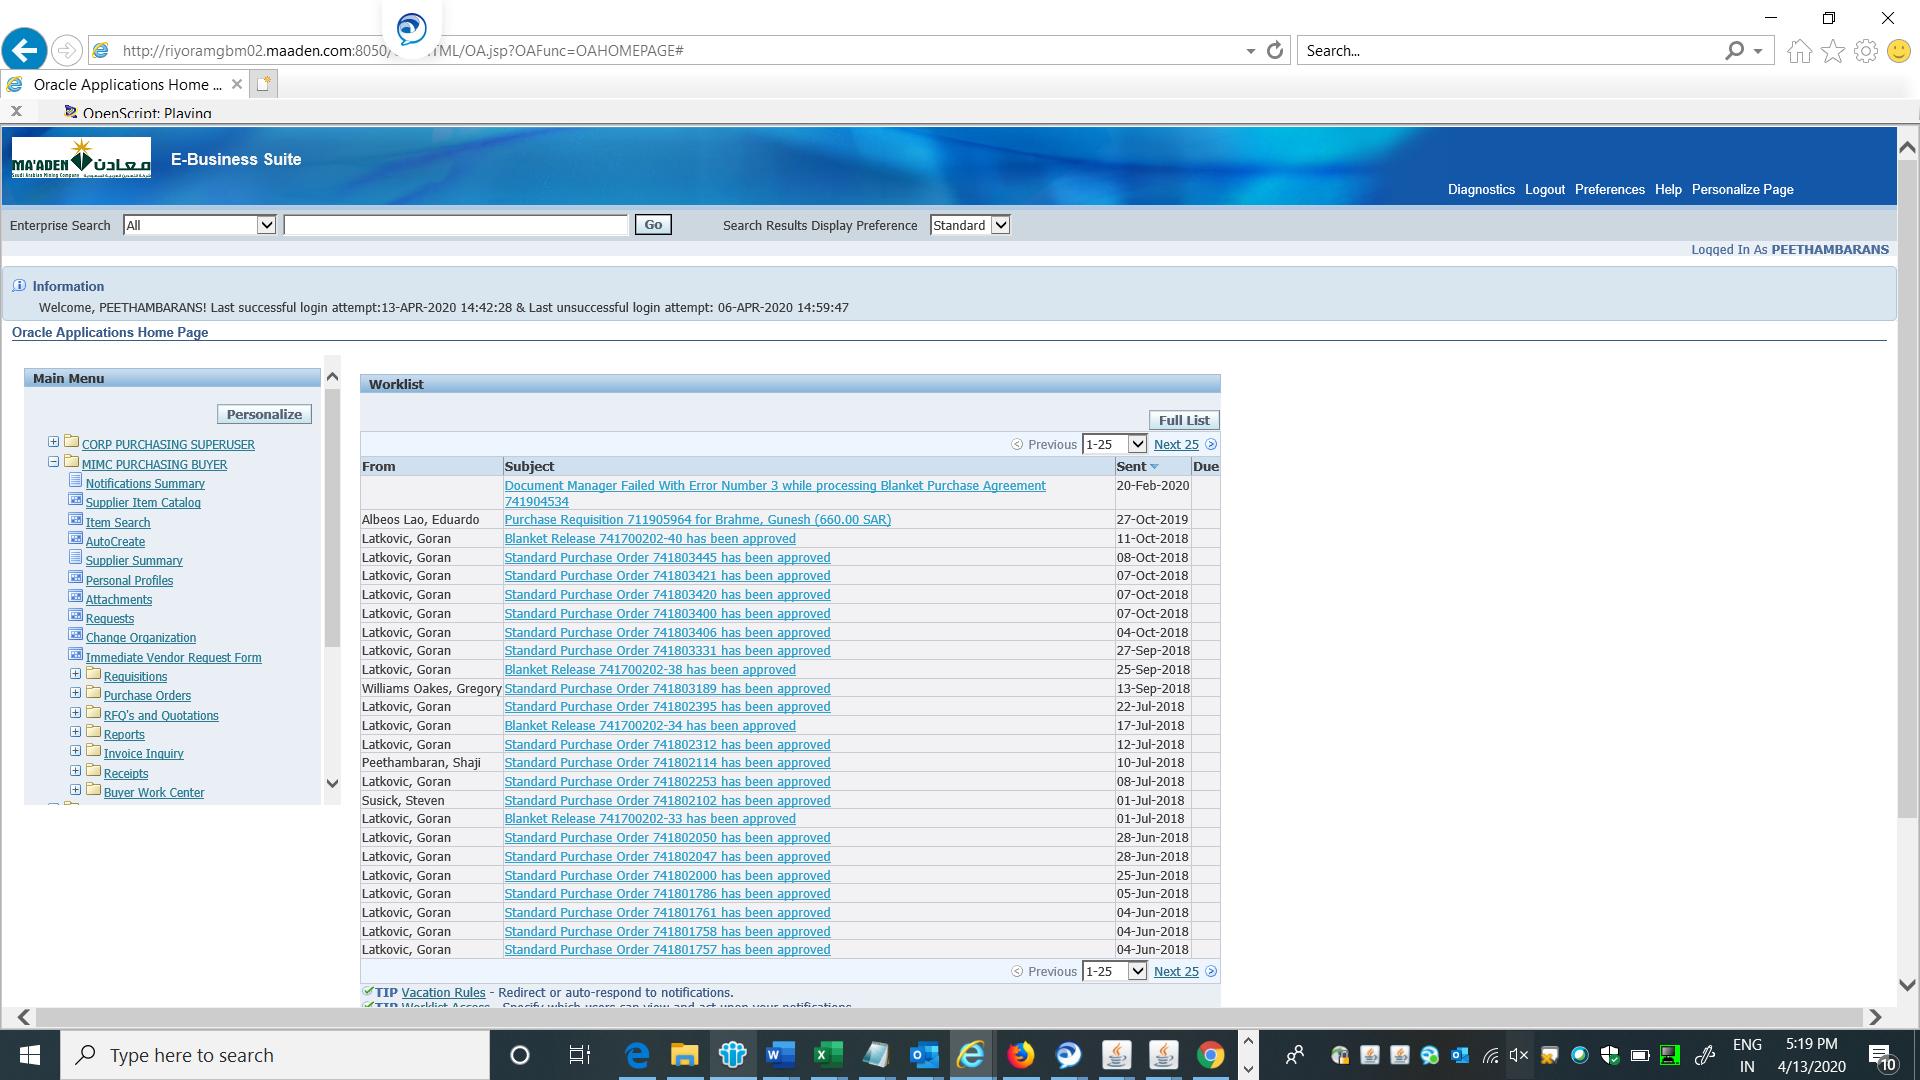 http://riyoramgbm02.maaden.com:8050/ TML/OA.jsp?OAFunc=OAHOMEPAGE#
Search...
Oracle Applications Home ...
OpenScript: Playing
MA'ADEN معادن
Saudi Arabian Mining Company
E-Business Suite
Diagnostics Logout Preferences Help Personalize Page
Enterprise Search All Go Search Results Display Preference Standard
Logged In As PEETHAMBARANS
Information
Welcome, PEETHAMBARANS! Last successful login attempt:13-APR-2020 14:42:28 & Last unsuccessful login attempt: 06-APR-2020 14:59:47
Oracle Applications Home Page
Main Menu
Personalize
CORP PURCHASING SUPERUSER
MIMC PURCHASING BUYER
Notifications Summary
Supplier Item Catalog
Item Search
AutoCreate
Supplier Summary
Personal Profiles
Attachments
Requests
Change Organization
Immediate Vendor Request Form
Requisitions
Purchase Orders
RFQ's and Quotations
Reports
Invoice Inquiry
Receipts
Buyer Work Center
Worklist
Full List
Previous 1-25 Next 25
From Subject Sent Due
Document Manager Failed With Error Number 3 while processing Blanket Purchase Agreement 20-Feb-2020
741904534
Albeos Lao, Eduardo Purchase Requisition 711905964 for Brahme, Gunesh (660.00 SAR) 27-Oct-2019
Latkovic, Goran Blanket Release 741700202-40 has been approved 11-Oct-2018
Latkovic, Goran Standard Purchase Order 741803445 has been approved 08-Oct-2018
Latkovic, Goran Standard Purchase Order 741803421 has been approved 07-Oct-2018
Latkovic, Goran Standard Purchase Order 741803420 has been approved 07-Oct-2018
Latkovic, Goran Standard Purchase Order 741803400 has been approved 07-Oct-2018
Latkovic, Goran Standard Purchase Order 741803406 has been approved 04-Oct-2018
Latkovic, Goran Standard Purchase Order 741803331 has been approved 27-Sep-2018
Latkovic, Goran Blanket Release 741700202-38 has been approved 25-Sep-2018
Williams Oakes, Gregory Standard Purchase Order 741803189 has been approved 13-Sep-2018
Latkovic, Goran Standard Purchase Order 741802395 has been approved 22-Jul-2018
Latkovic, Goran Blanket Release 741700202-34 has been approved 17-Jul-2018
Latkovic, Goran Standard Purchase Order 741802312 has been approved 12-Jul-2018
Peethambaran, Shaji Standard Purchase Order 741802114 has been approved 10-Jul-2018
Latkovic, Goran Standard Purchase Order 741802253 has been approved 08-Jul-2018
Susick, Steven Standard Purchase Order 741802102 has been approved 01-Jul-2018
Latkovic, Goran Blanket Release 741700202-33 has been approved 01-Jul-2018
Latkovic, Goran Standard Purchase Order 741802050 has been approved 28-Jun-2018
Latkovic, Goran Standard Purchase Order 741802047 has been approved 28-Jun-2018
Latkovic, Goran Standard Purchase Order 741802000 has been approved 25-Jun-2018
Latkovic, Goran Standard Purchase Order 741801786 has been approved 05-Jun-2018
Latkovic, Goran Standard Purchase Order 741801761 has been approved 04-Jun-2018
Latkovic, Goran Standard Purchase Order 741801758 has been approved 04-Jun-2018
Latkovic, Goran Standard Purchase Order 741801757 has been approved 04-Jun-2018
Previous 1-25 Next 25
TIP Vacation Rules - Redirect or auto-respond to notifications.
TIP Worklist Access - Specify which users can view and act upon your notifications.
Type here to search
ENG
IN
5:19 PM
4/13/2020
10